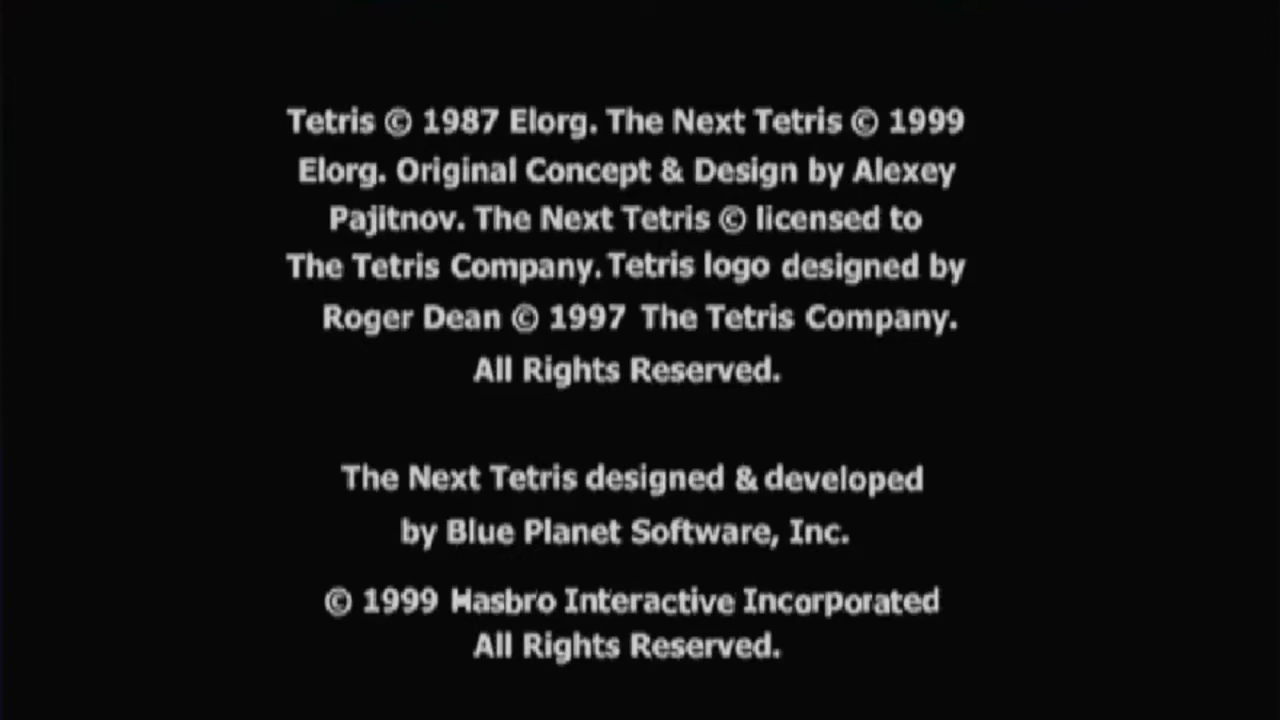 Tetris © 1987 Elorg. The Next Tetris © 1999
Elorg. Original Concept & Design by Alexey
Pajitnov. The Next Tetris © licensed to
The Tetris Company. Tetris logo designed by
Roger Dean © 1997 The Tetris Company.
All Rights Reserved.
The Next Tetris designed & developed
by Blue Planet Software, Inc.
© 1999 Hasbro Interactive Incorporated
All Rights Reserved.